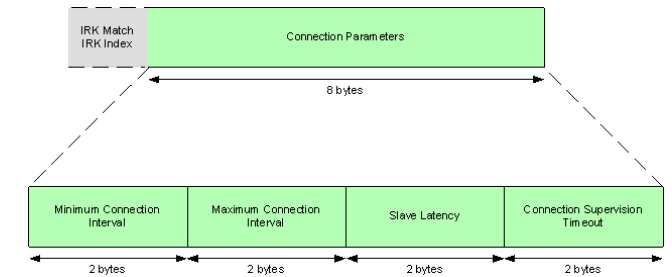 IRK Match
IRK Index
Connection Parameters
8 bytes
Minimum Connection
Interval
Maximum Connection
Interval
Slave Latency
Connection Supervision
Timeout
2 bytes
2 bytes
2 bytes
2 bytes